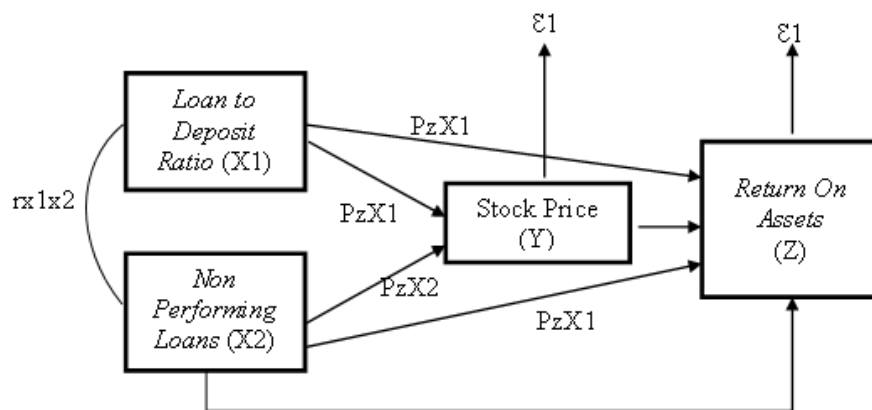 Ɛ1
Ɛ1
Loan to
Deposit
Ratio (X1)
PzX1
rx1x2
PzX1
Stock Price
(Y)
Return On
Assets
(Z)
Non
Performing
Loans (X2)
PzX2
PzX1